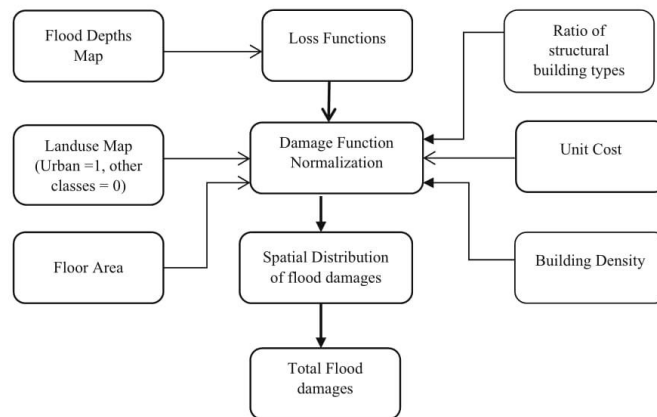 Flood Depths
Map
Loss Functions
Ratio of
structural
building types
Landuse Map
(Urban =1, other
classes = 0)
Damage Function
Normalization
Unit Cost
Floor Area
Spatial Distribution
of flood damages
Building Density
Total Flood
damages